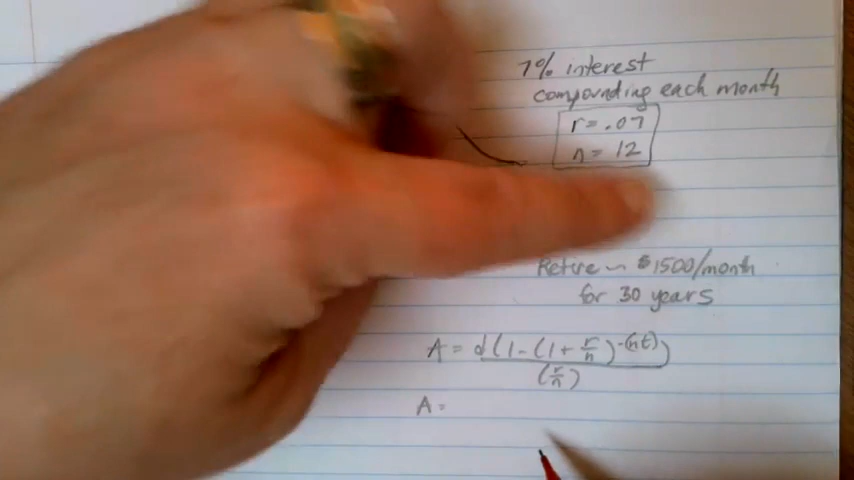 7% interest
compounding each month
r = .07
n = 12
Retire ~ $1500/month
for 30 years
A = d(1-(1+r/n)^-(nt))/(r/n)
A =